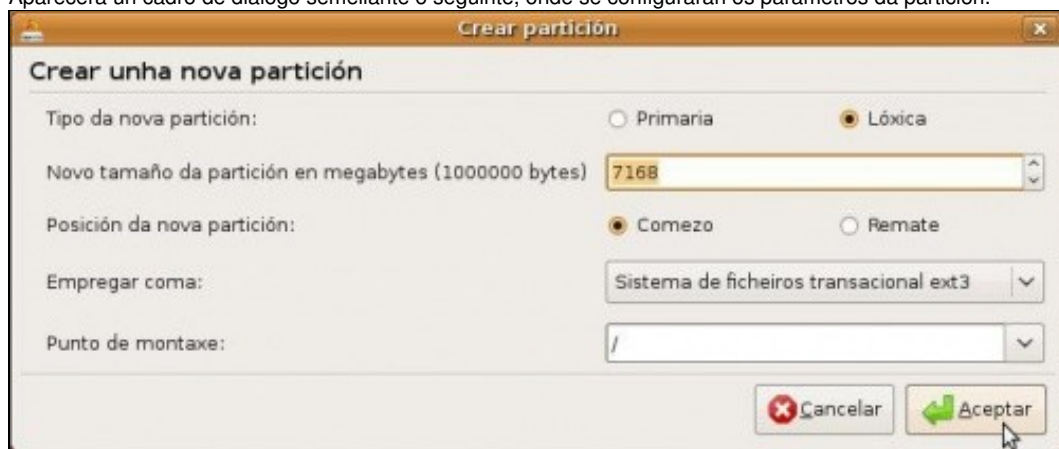 Aparecerá un cadro de diálogo semellante ó seguinte, onde se configurarán os parámetros da partición:
Crear partición
Crear unha nova partición
Tipo da nova partición: Primaria Lóxica
Novo tamaño da partición en megabytes (1000000 bytes) 7168
Posición da nova partición: Comezo Remate
Empregar coma: Sistema de ficheiros transacional ext3
Punto de montaxe: /
Cancelar Aceptar